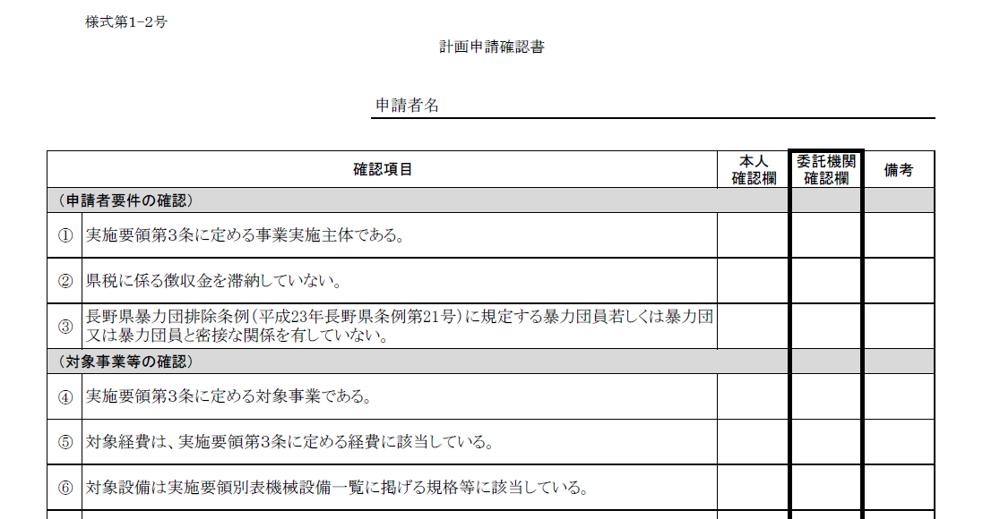 様式第1-2号
計画申請確認書
申請者名
確認項目
本人
確認欄
委託機関
確認欄
備考
（申請者要件の確認）
① 実施要領第３条に定める事業実施主体である。
② 県税に係る徴収金を滞納していない。
③ 長野県暴力団排除条例（平成23年長野県条例第21号）に規定する暴力団員若しくは暴力団
又は暴力団員と密接な関係を有していない。
（対象事業等の確認）
④ 実施要領第３条に定める対象事業である。
⑤ 対象経費は、実施要領第３条に定める経費に該当している。
⑥ 対象設備は実施要領別表機械設備一覧に掲げる規格等に該当している。